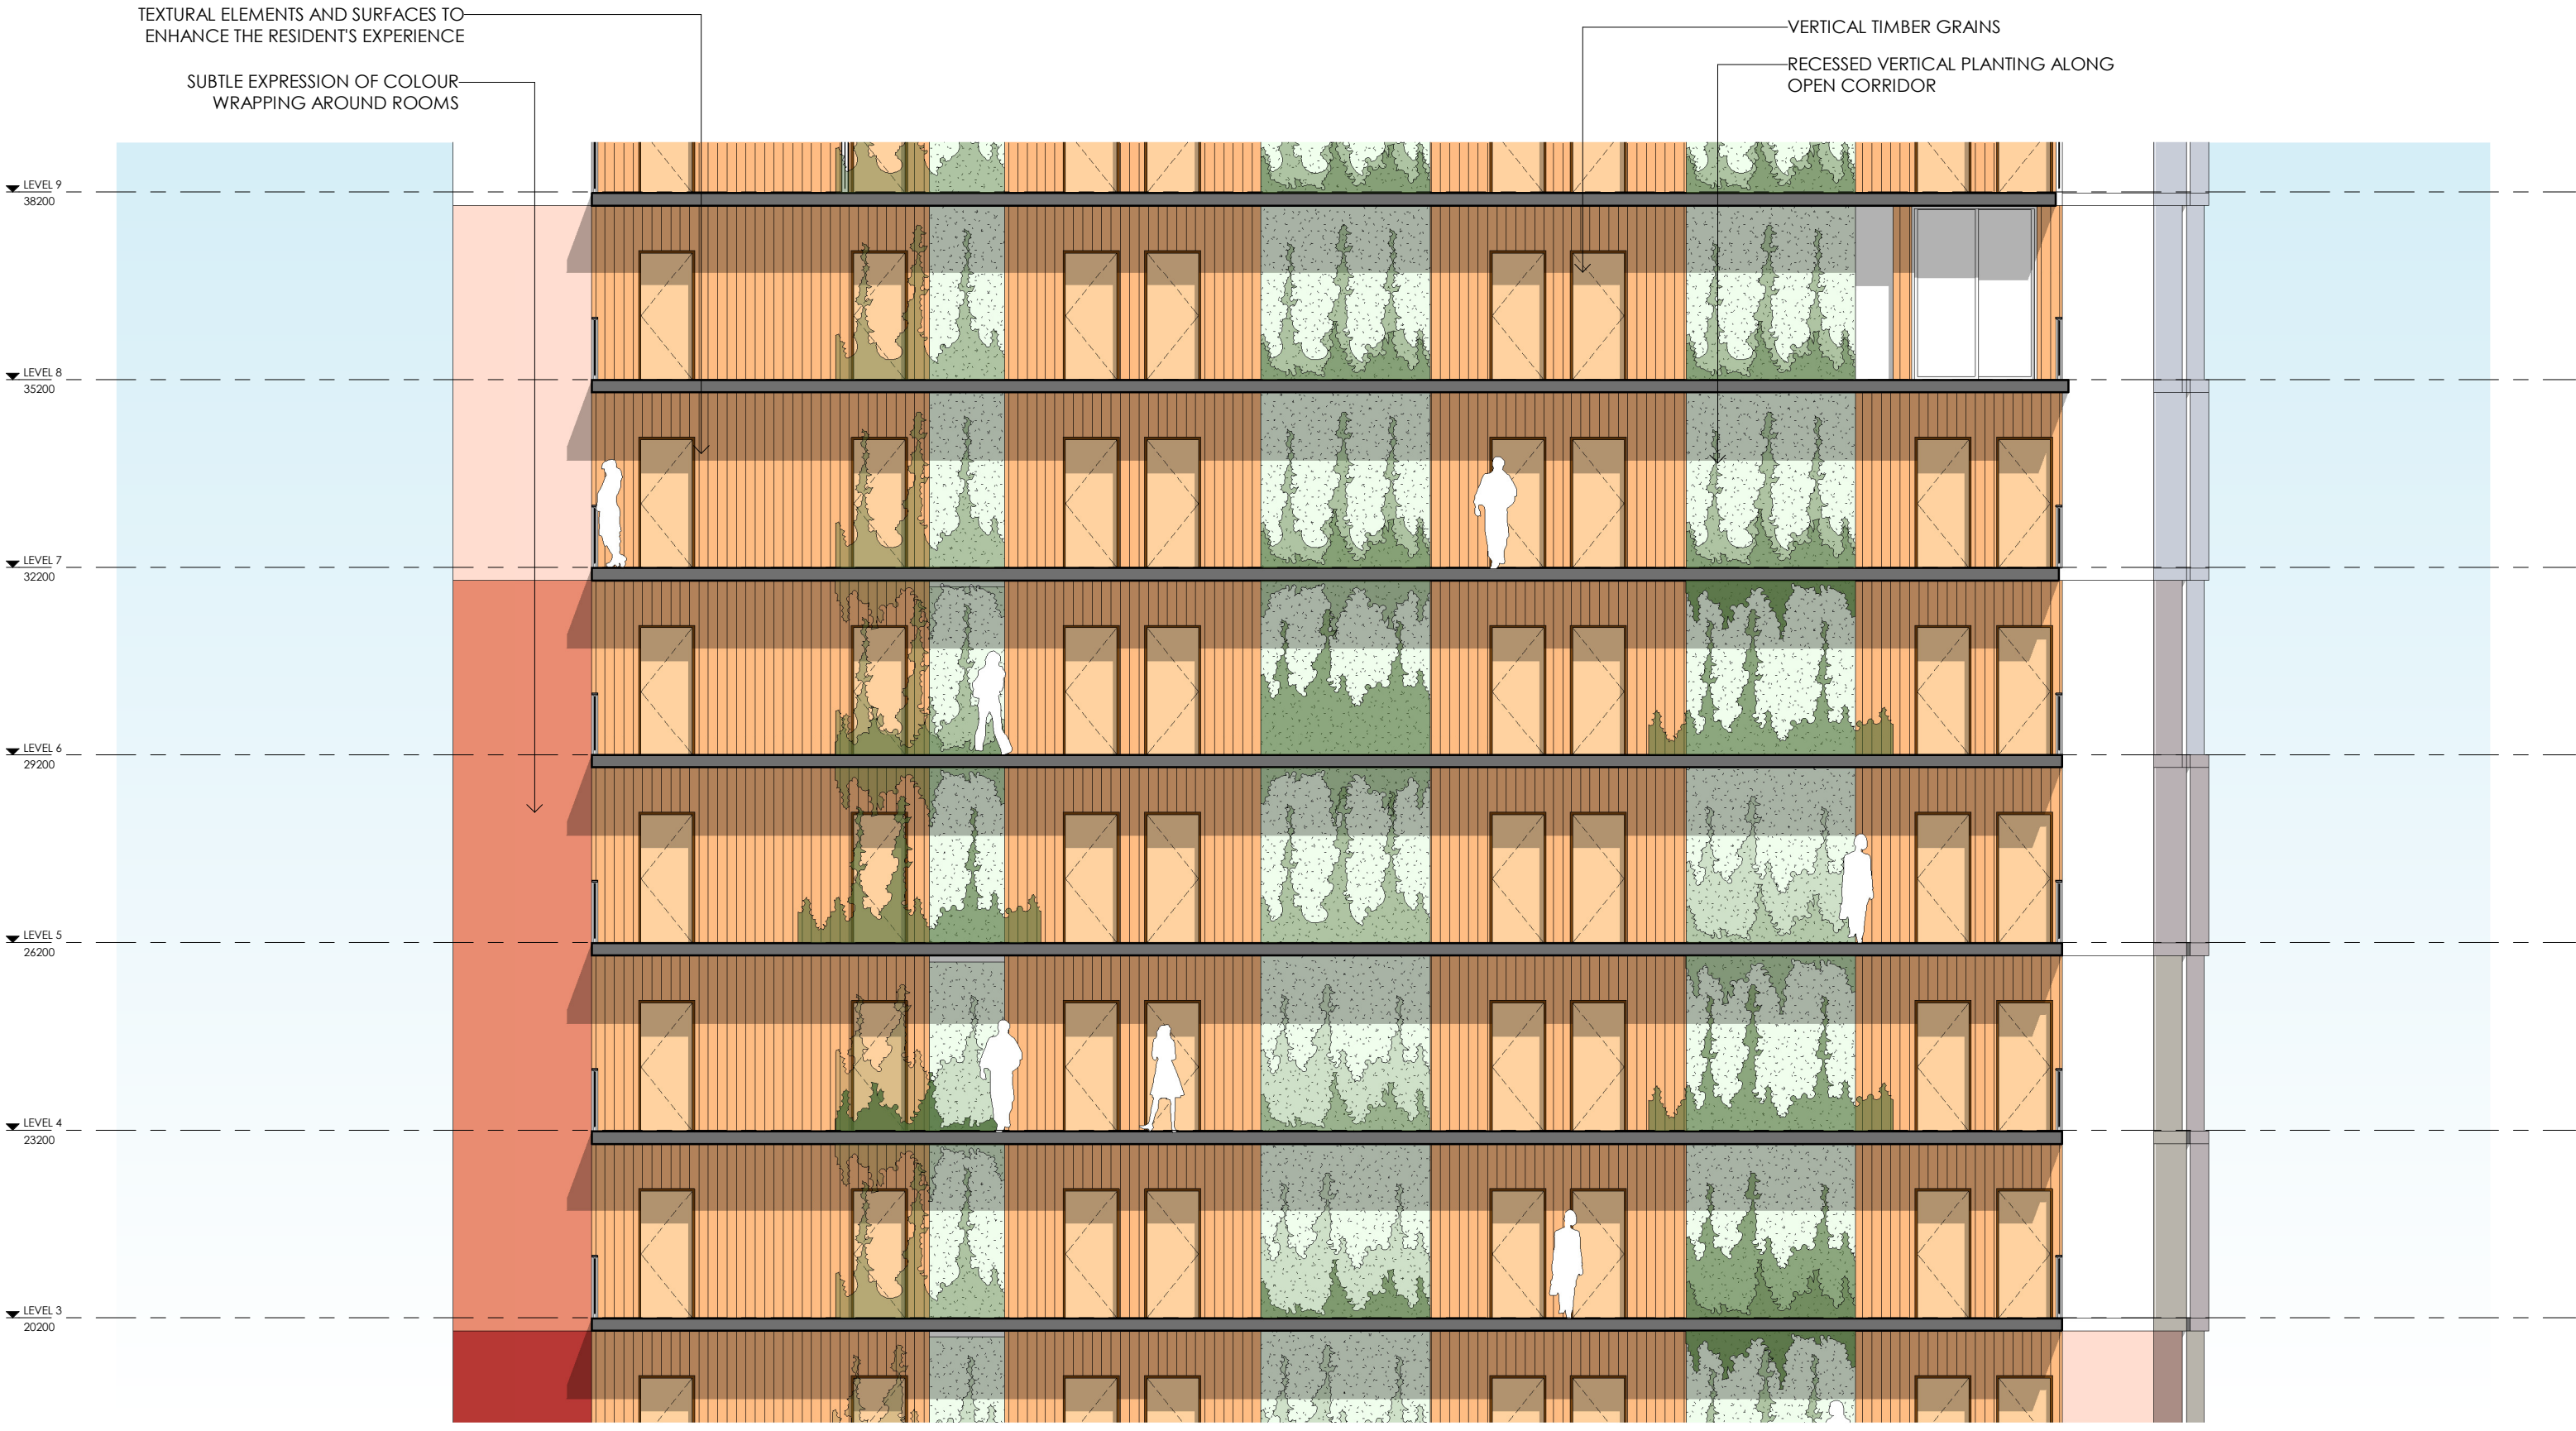 TEXTURAL ELEMENTS AND SURFACES TO
ENHANCE THE RESIDENT'S EXPERIENCE
SUBTLE EXPRESSION OF COLOUR
WRAPPING AROUND ROOMS
VERTICAL TIMBER GRAINS
RECESSED VERTICAL PLANTING ALONG
OPEN CORRIDOR
LEVEL 9
38200
LEVEL 8
35200
LEVEL 7
32200
LEVEL 6
29200
LEVEL 5
26200
LEVEL 4
23200
LEVEL 3
20200